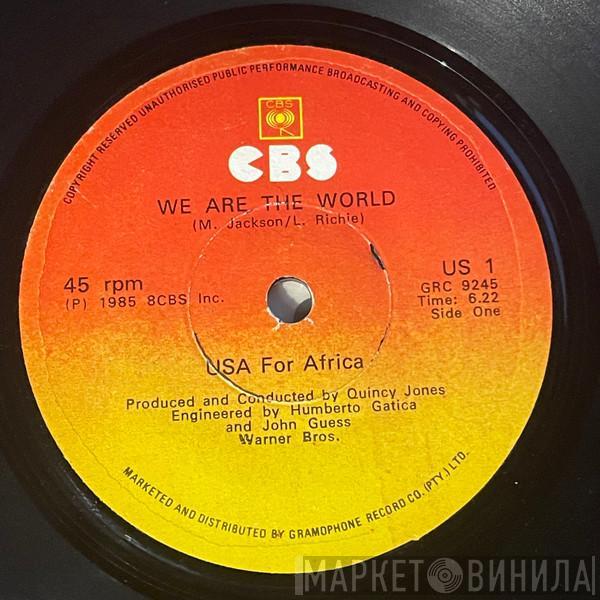 COPYRIGHT RESERVED UNAUTHORISED PUBLIC PERFORMANCE BROADCASTING AND COPYING PROHIBITED
CBS
CBS
WE ARE THE WORLD
(M. Jackson/L. Richie)
45 rpm
(P) 1985 8CBS Inc.
US 1
GRC 9245
Time: 6.22
Side One
USA For Africa
Produced and Conducted by Quincy Jones
Engineered by Humberto Gatica
and John Guess
Warner Bros.
MARKETED AND DISTRIBUTED BY GRAMOPHONE RECORD CO. (PTY.) LTD.
МАРКЕТ ВИНИЛА